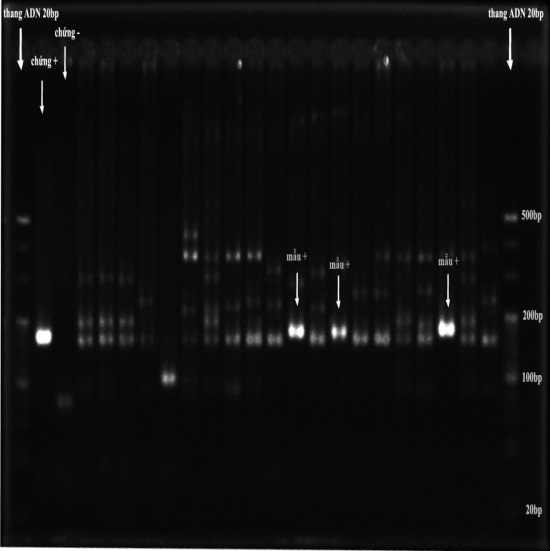 thang ADN 20bp
thang ADN 20bp
chứng -
chứng +
500bp
mẫu +
mẫu +
mẫu +
200bp
100bp
20bp